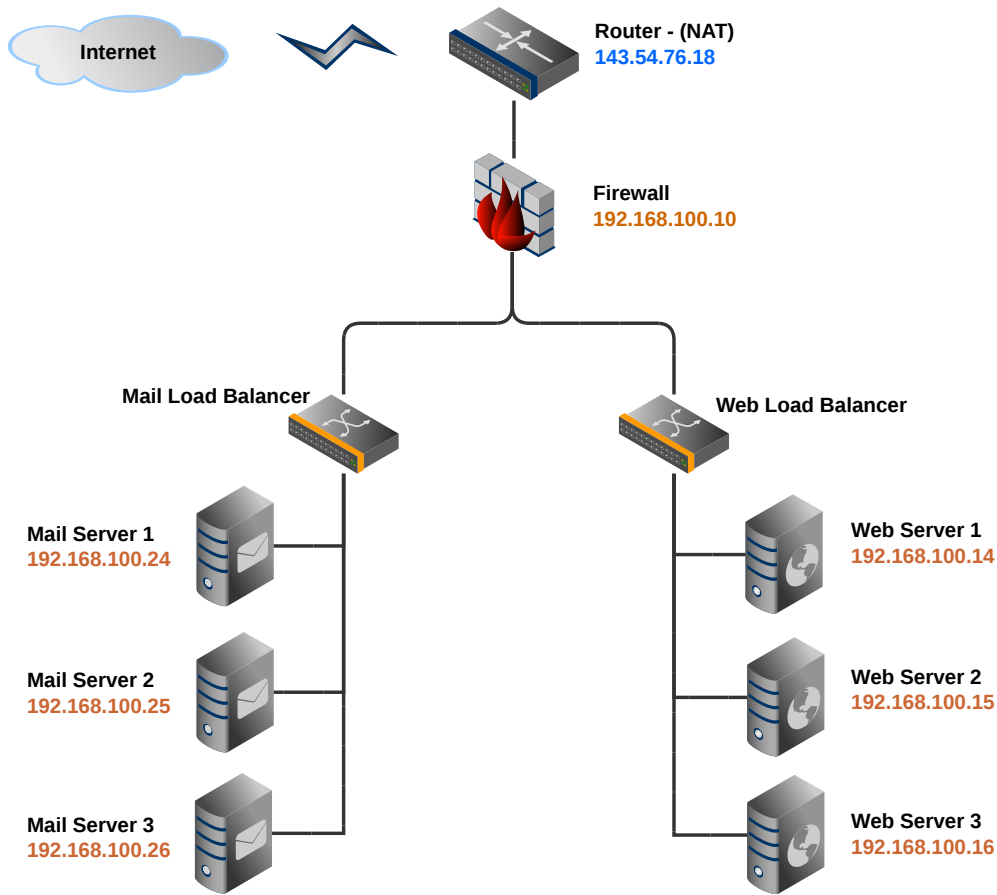 Internet
Router - (NAT)
143.54.76.18
Firewall
192.168.100.10
Mail Load Balancer
Web Load Balancer
Mail Server 1
192.168.100.24
Web Server 1
192.168.100.14
Mail Server 2
192.168.100.25
Web Server 2
192.168.100.15
Mail Server 3
192.168.100.26
Web Server 3
192.168.100.16